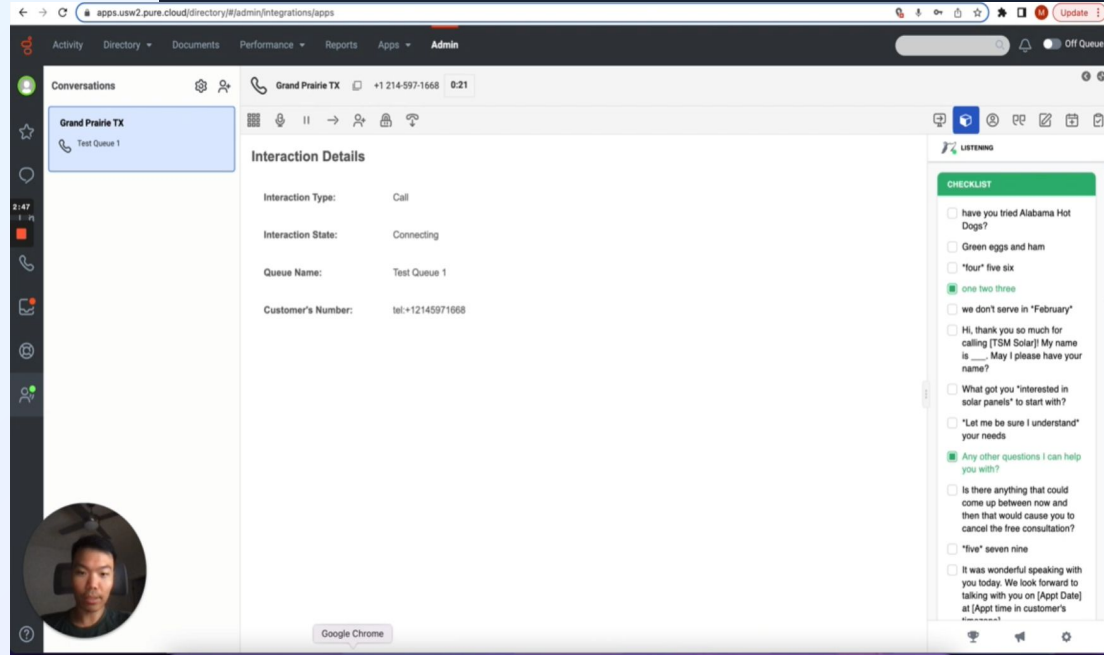 apps.usw2.pure.cloud/directory/#/admin/integrations/apps
M
Update
Activity
Directory
Documents
Performance
Reports
Apps
Admin
Off Queue
Conversations
Grand Prairie TX
+1 214-597-1668
0:21
Grand Prairie TX
Test Queue 1
Interaction Details
Interaction Type:
Call
Interaction State:
Connecting
Queue Name:
Test Queue 1
Customer's Number:
tel:+12145971668
2:47
LISTENING
CHECKLIST
have you tried Alabama Hot
Dogs?
Green eggs and ham
*four* five six
one two three
we don't serve in *February*
Hi, thank you so much for
calling [TSM Solar]! My name
is ___. May I please have your
name?
What got you *interested in
solar panels* to start with?
*Let me be sure I understand*
your needs
Any other questions I can help
you with?
Is there anything that could
come up between now and
then that would cause you to
cancel the free consultation?
*five* seven nine
It was wonderful speaking with
you today. We look forward to
talking with you on [Appt Date]
at [Appt time in customer's
Google Chrome